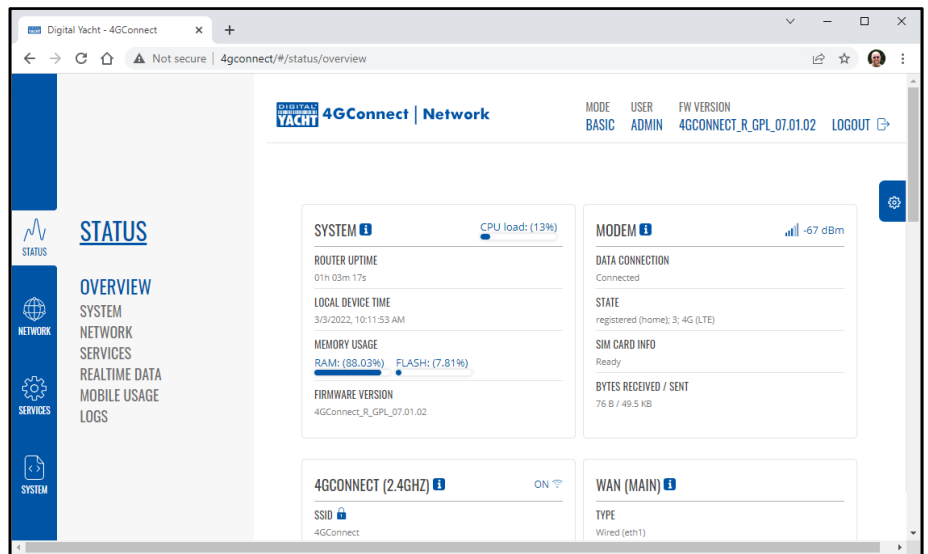 Digital Yacht - 4GConnect
Not secure | 4gconnect/#/status/overview
DIGITAL YACHT 4GConnect | Network
MODE USER FW VERSION
BASIC ADMIN 4GCONNECT_R_GPL_07.01.02 LOGOUT
STATUS
NETWORK
SERVICES
SYSTEM
STATUS
OVERVIEW
SYSTEM
NETWORK
SERVICES
REALTIME DATA
MOBILE USAGE
LOGS
SYSTEM CPU load: (13%)
ROUTER UPTIME
01h 03m 17s
LOCAL DEVICE TIME
3/3/2022, 10:11:53 AM
MEMORY USAGE
RAM: (88.03%) FLASH: (7.81%)
FIRMWARE VERSION
4GConnect_R_GPL_07.01.02
MODEM -67 dBm
DATA CONNECTION
Connected
STATE
registered (home); 3; 4G (LTE)
SIM CARD INFO
Ready
BYTES RECEIVED / SENT
76 B / 49.5 KB
4GCONNECT (2.4GHZ) ON
SSID
4GConnect
WAN (MAIN)
TYPE
Wired (eth1)